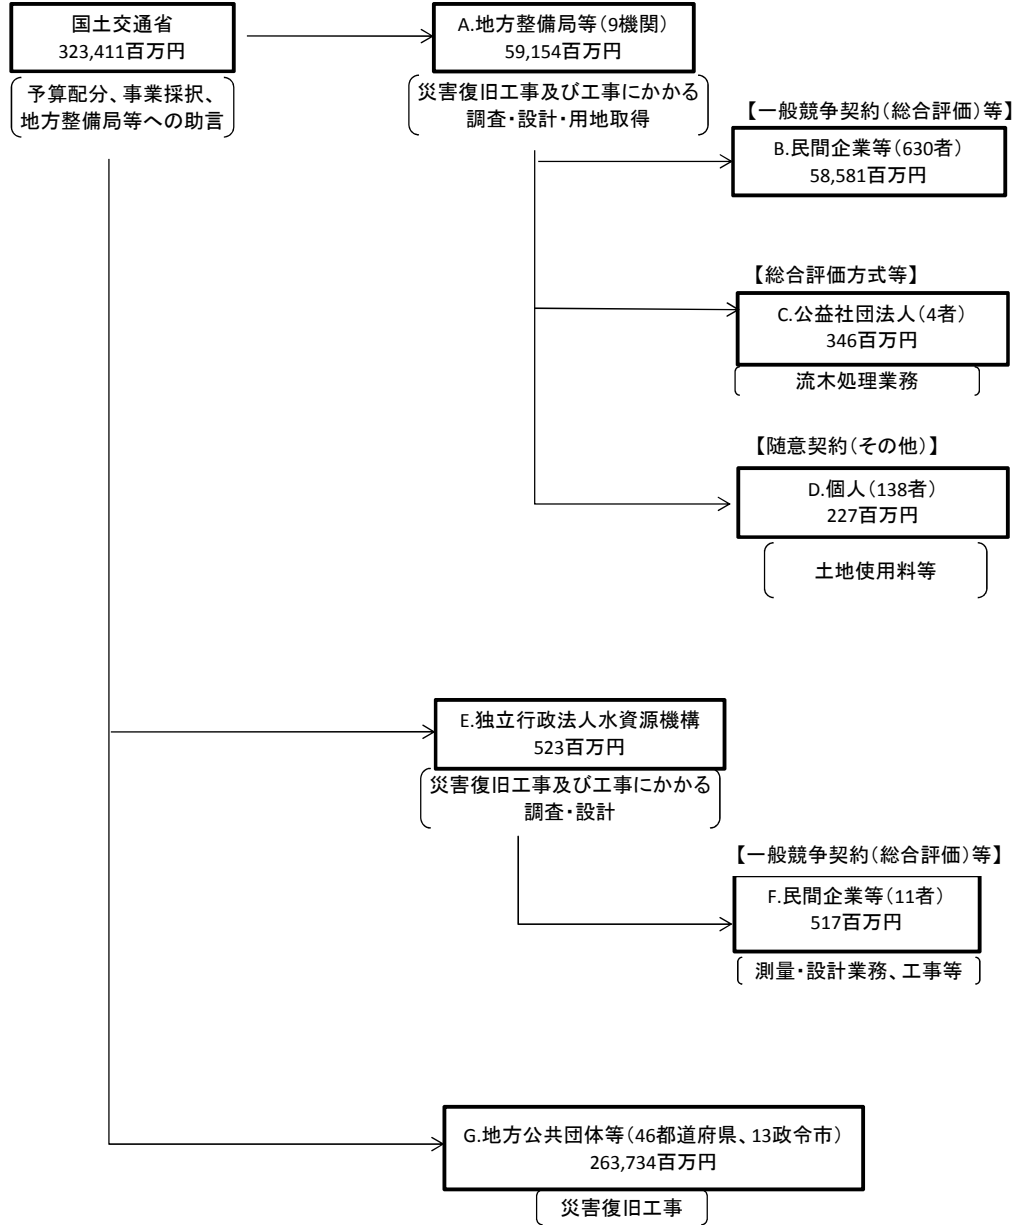 国土交通省
323,411百万円
予算配分、事業採択、
地方整備局等への助言
A.地方整備局等(9機関)
59,154百万円
災害復旧工事及び工事にかかる
調査・設計・用地取得
【一般競争契約(総合評価)等】
B.民間企業等(630者)
58,581百万円
【総合評価方式等】
C.公益社団法人(4者)
346百万円
流木処理業務
【随意契約(その他)】
D.個人(138者)
227百万円
土地使用料等
E.独立行政法人水資源機構
523百万円
災害復旧工事及び工事にかかる
調査・設計
【一般競争契約(総合評価)等】
F.民間企業等(11者)
517百万円
測量・設計業務、工事等
G.地方公共団体等(46都道府県、13政令市)
263,734百万円
災害復旧工事